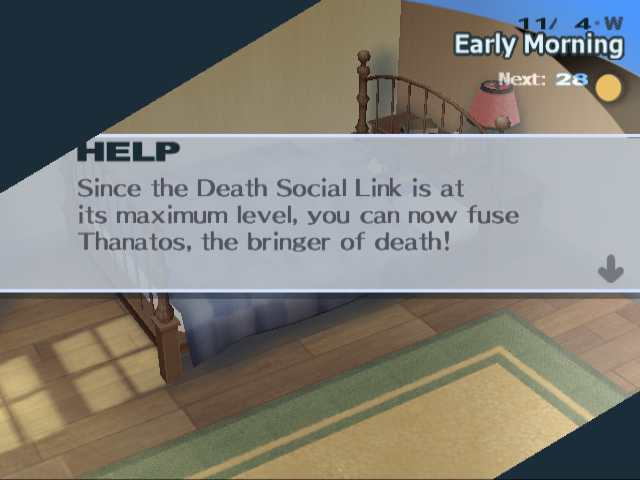 11/ 4·W
Early Morning
Next: 28
HELP
Since the Death Social Link is at
its maximum level, you can now fuse
Thanatos, the bringer of death!